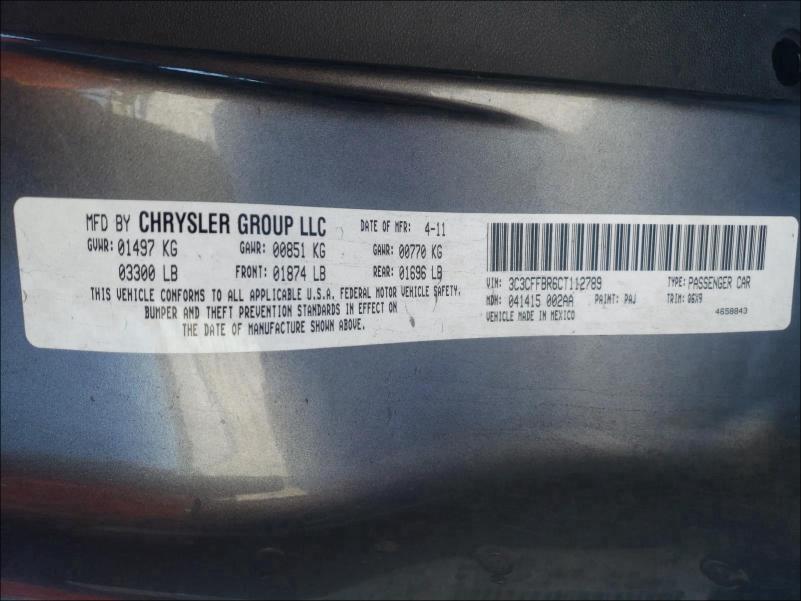 MFD BY CHRYSLER GROUP LLC DATE OF MFR: 4-11
GVWR: 01497 KG GAWR: 00851 KG GAWR: 00770 KG
03300 LB FRONT: 01874 LB REAR: 01696 LB
THIS VEHICLE CONFORMS TO ALL APPLICABLE U.S.A. FEDERAL MOTOR VEHICLE SAFETY,
BUMPER AND THEFT PREVENTION STANDARDS IN EFFECT ON
THE DATE OF MANUFACTURE SHOWN ABOVE.
VIN: 3C3CFFBR6CT112789 TYPE: PASSENGER CAR
MDH: 041415 002AA PAINT: PAJ TRIM: Q6X9
VEHICLE MADE IN MEXICO 4658843